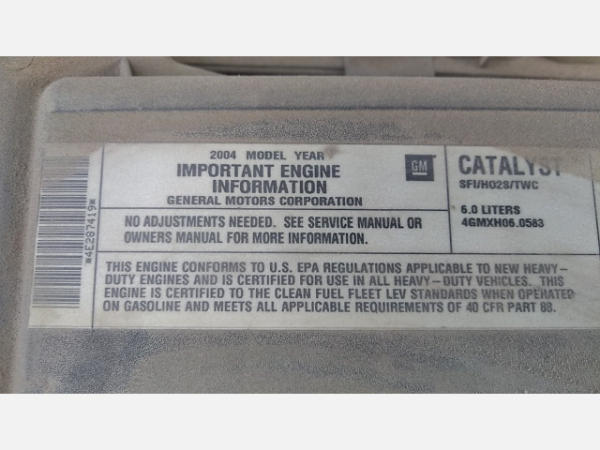 2004 MODEL YEAR
IMPORTANT ENGINE
INFORMATION
GENERAL MOTORS CORPORATION
GM
CATALYST
SFI/HO2S/TWC
6.0 LITERS
4GMXH06.0583
*4E287419*
NO ADJUSTMENTS NEEDED. SEE SERVICE MANUAL OR
OWNERS MANUAL FOR MORE INFORMATION.
THIS ENGINE CONFORMS TO U.S. EPA REGULATIONS APPLICABLE TO NEW HEAVY-
DUTY ENGINES AND IS CERTIFIED FOR USE IN ALL HEAVY-DUTY VEHICLES. THIS
ENGINE IS CERTIFIED TO THE CLEAN FUEL FLEET LEV STANDARDS WHEN OPERATED
ON GASOLINE AND MEETS ALL APPLICABLE REQUIREMENTS OF 40 CFR PART 88.